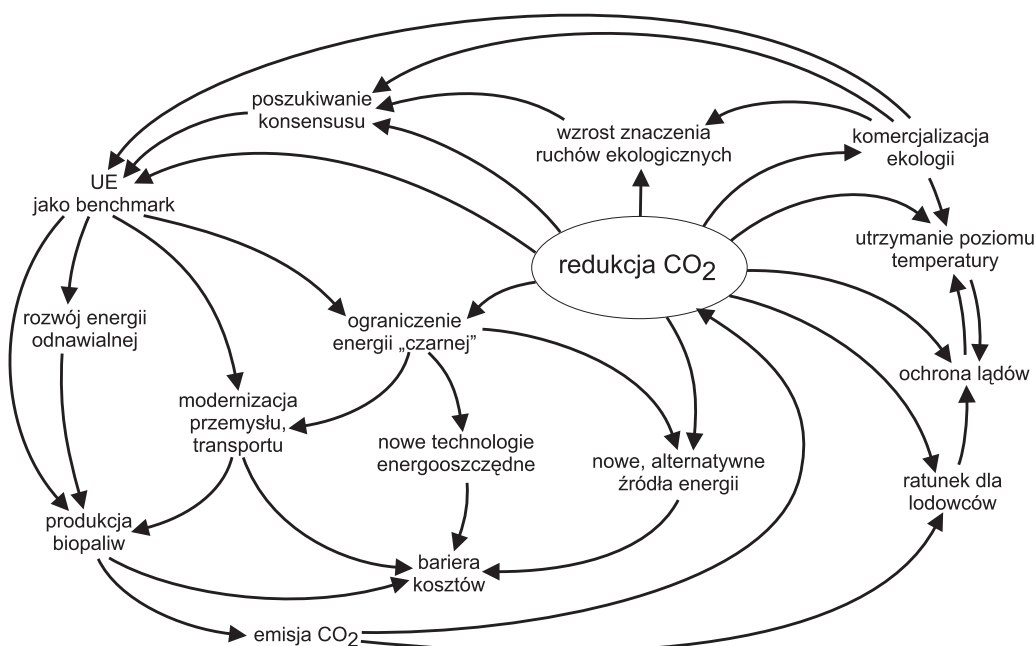 poszukiwanie
konsensusu
wzrost znaczenia
ruchów ekologicznych
komercjalizacja
ekologii
UE
jako benchmark
utrzymanie poziomu
temperatury
redukcja CO2
rozwój energii
odnawialnej
ograniczenie
energii „czarnej”
ochrona lądów
modernizacja
przemysłu,
transportu
nowe technologie
energooszczędne
nowe, alternatywne
źródła energii
ratunek dla
lodowców
produkcja
biopaliw
bariera
kosztów
emisja CO2